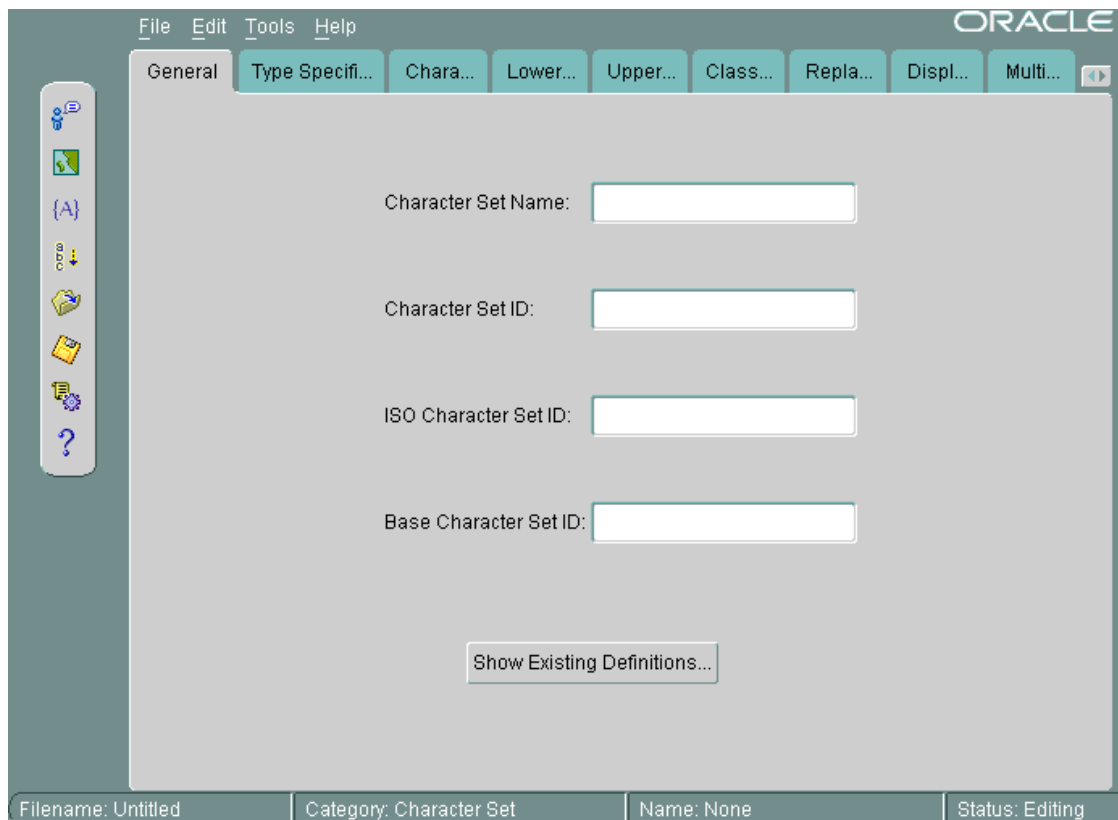 File Edit Tools Help
ORACLE
General Type Specifi... Chara... Lower... Upper... Class... Repla... Displ... Multi...
{A}
a
b
c
?
Character Set Name:
Character Set ID:
ISO Character Set ID:
Base Character Set ID:
Show Existing Definitions...
Filename: Untitled Category: Character Set Name: None Status: Editing